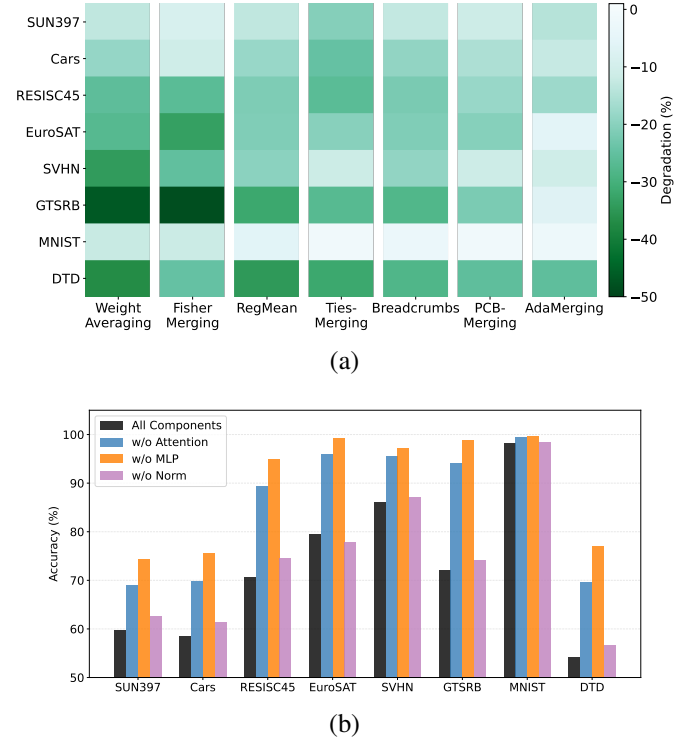 SUN397
Cars
RESISC45
EuroSAT
SVHN
GTSRB
MNIST
DTD
Weight Averaging
Fisher Merging
RegMean
Ties-Merging
Breadcrumbs
PCB-Merging
AdaMerging
0
−10
−20
−30
−40
−50
Degradation (%)
(a)
All Components
w/o Attention
w/o MLP
w/o Norm
Accuracy (%)
100
90
80
70
60
50
SUN397
Cars
RESISC45
EuroSAT
SVHN
GTSRB
MNIST
DTD
(b)